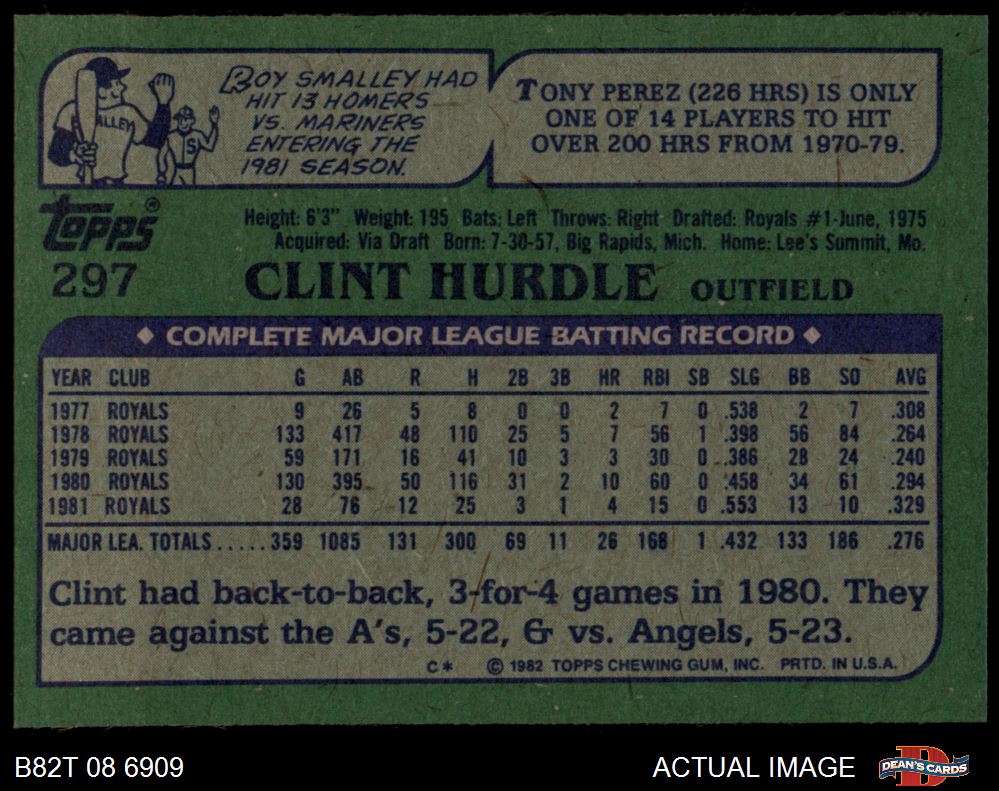 ROY SMALLEY HAD
HIT 13 HOMERS
VS. MARINERS
ENTERING THE
1981 SEASON.
SMALLEY
S
TONY PEREZ (226 HRS) IS ONLY
ONE OF 14 PLAYERS TO HIT
OVER 200 HRS FROM 1970-79.
Topps®
297
Height: 6'3" Weight: 195 Bats: Left Throws: Right Drafted: Royals #1-June, 1975
Acquired: Via Draft Born: 7-30-57, Big Rapids, Mich. Home: Lee's Summit, Mo.
CLINT HURDLE OUTFIELD
◆ COMPLETE MAJOR LEAGUE BATTING RECORD ◆
YEAR CLUB G AB R H 2B 3B HR RBI SB SLG BB SO AVG
1977 ROYALS 9 26 5 8 0 0 2 7 0 .538 2 7 .308
1978 ROYALS 133 417 48 110 25 5 7 56 1 .398 56 84 .264
1979 ROYALS 59 171 16 41 10 3 3 30 0 .386 28 24 .240
1980 ROYALS 130 395 50 116 31 2 10 60 0 .458 34 61 .294
1981 ROYALS 28 76 12 25 3 1 4 15 0 .553 13 10 .329
MAJOR LEA. TOTALS.....359 1085 131 300 69 11 26 168 1 .432 133 186 .276
Clint had back-to-back, 3-for-4 games in 1980. They
came against the A's, 5-22, & vs. Angels, 5-23.
C* © 1982 TOPPS CHEWING GUM, INC. PRTD. IN U.S.A.
B82T 08 6909
ACTUAL IMAGE
D
DEAN'S CARDS